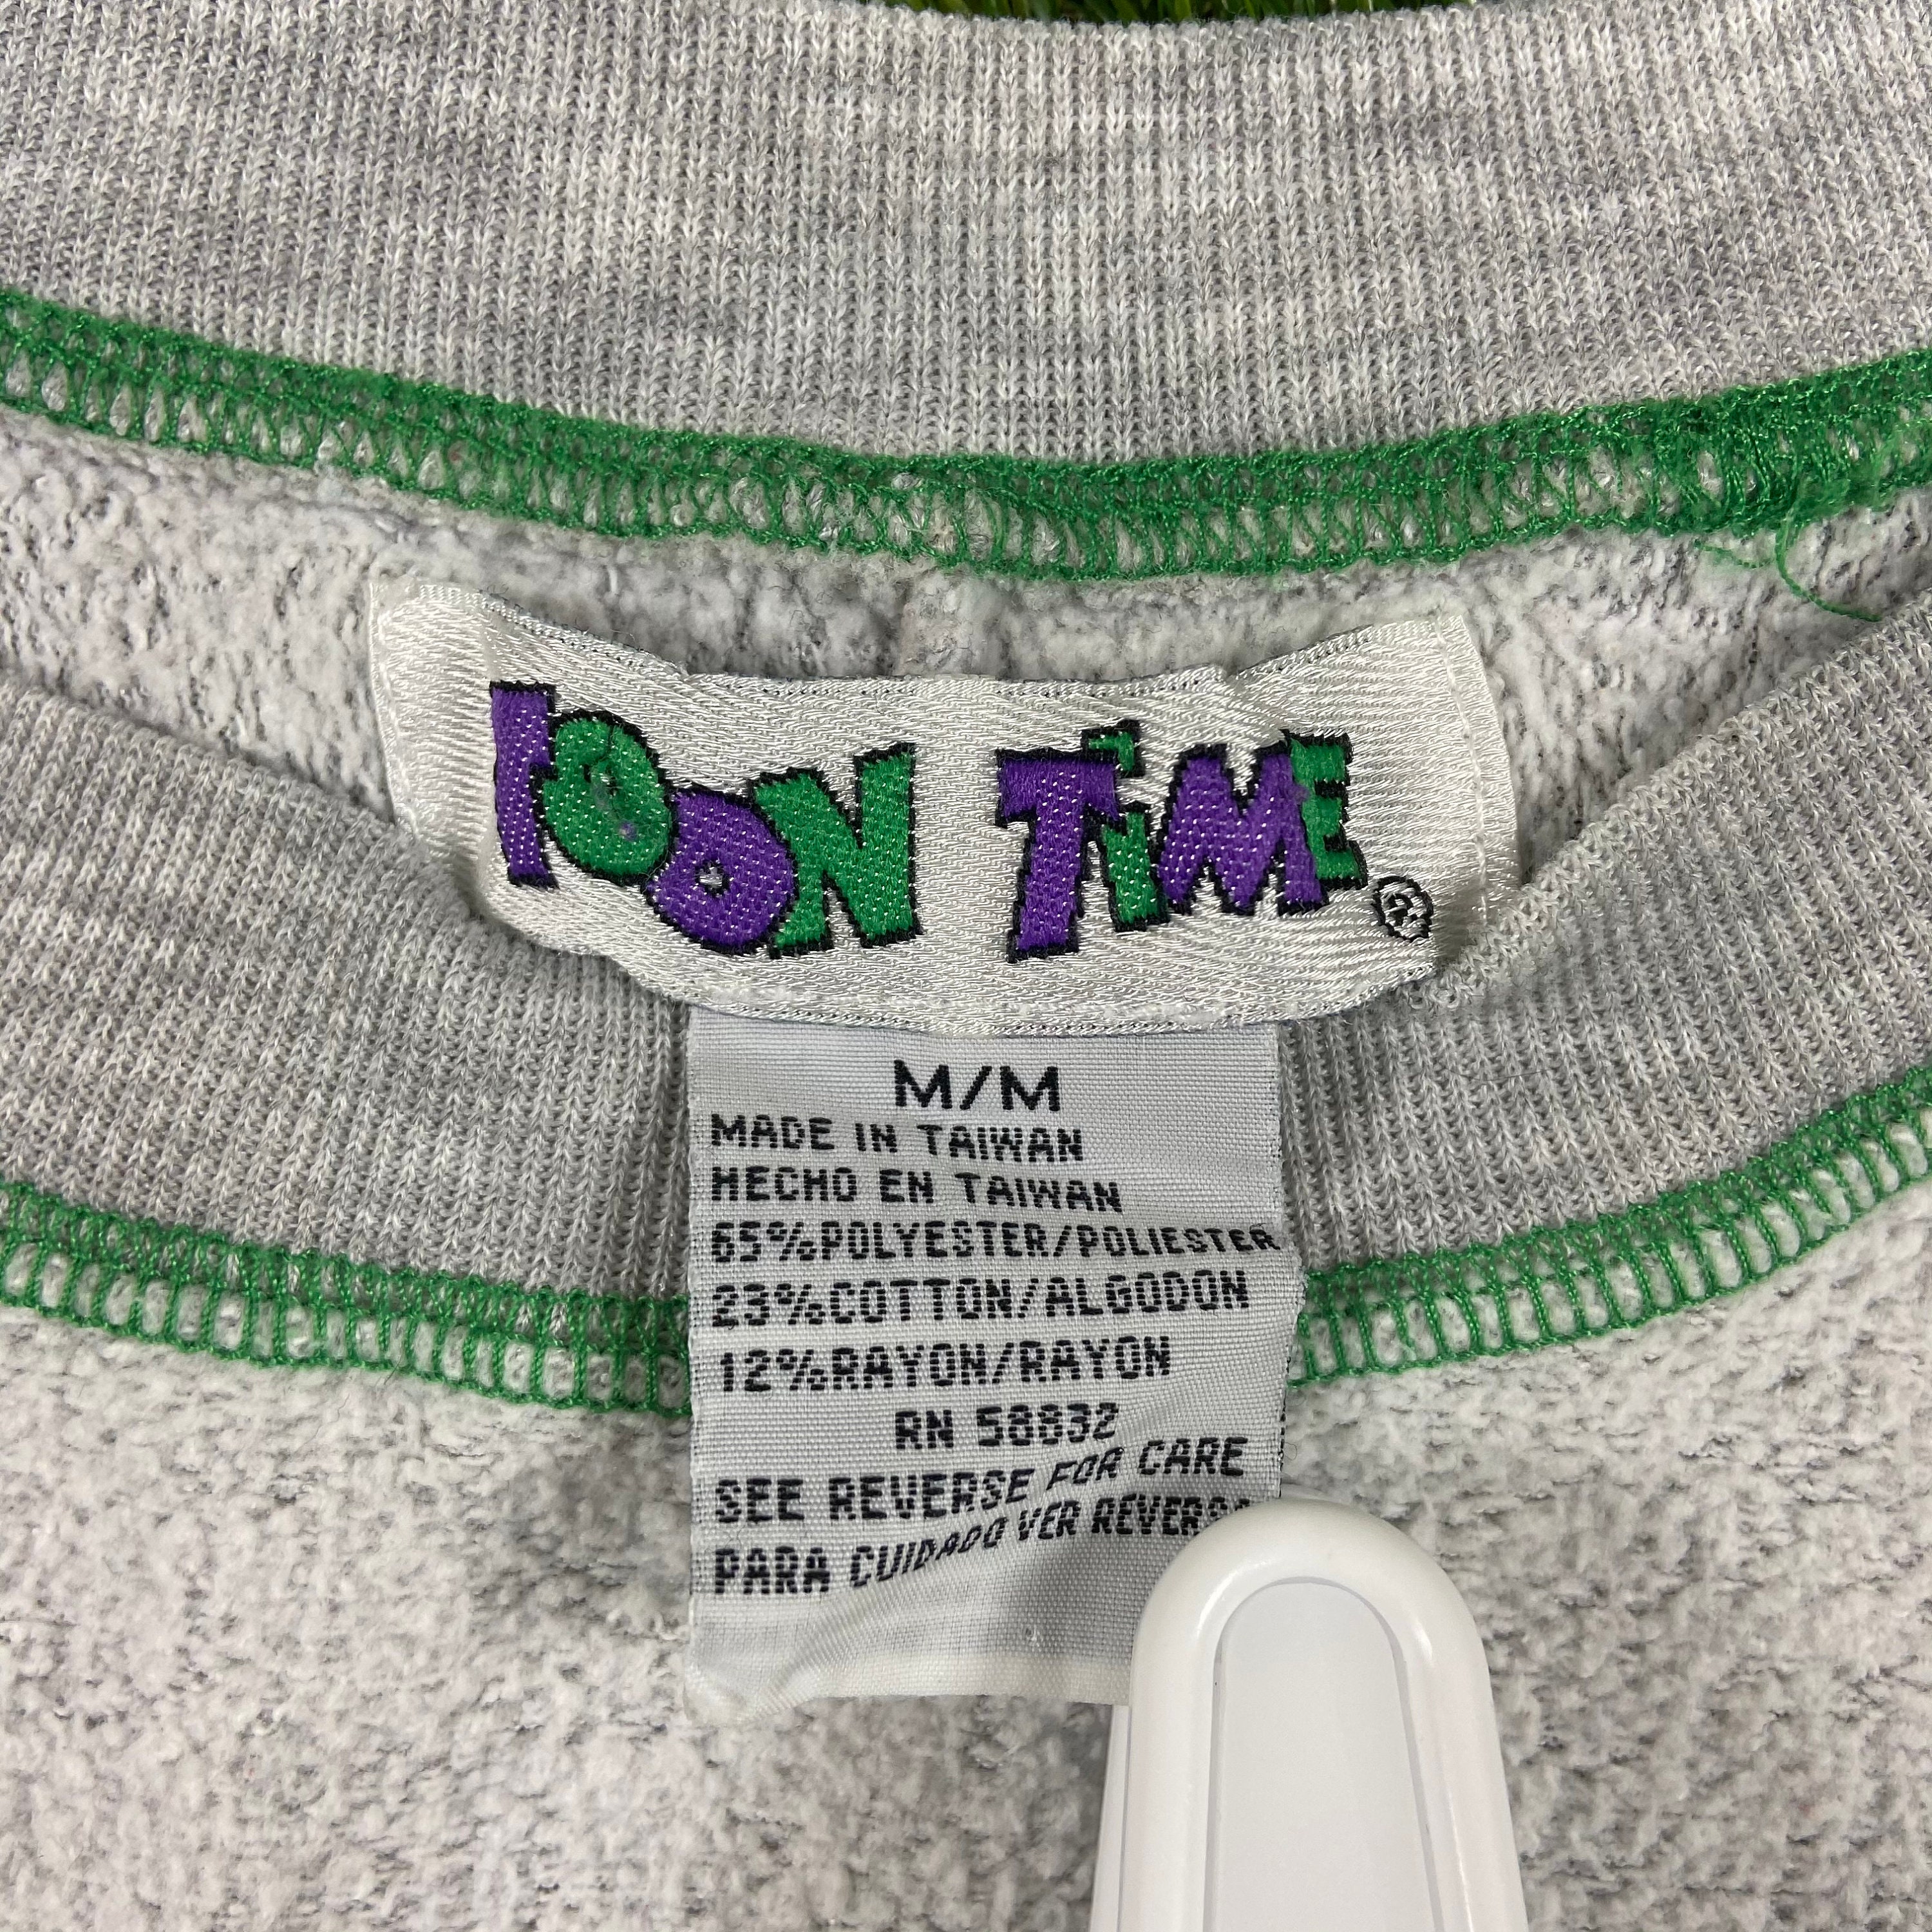 TOON TiME ®
M/M
MADE IN TAIWAN
HECHO EN TAIWAN
65%POLYESTER/POLIESTER
23%COTTON/ALGODON
12%RAYON/RAYON
RN 58832
SEE REVERSE FOR CARE
PARA CUIDADO VER REVERSO